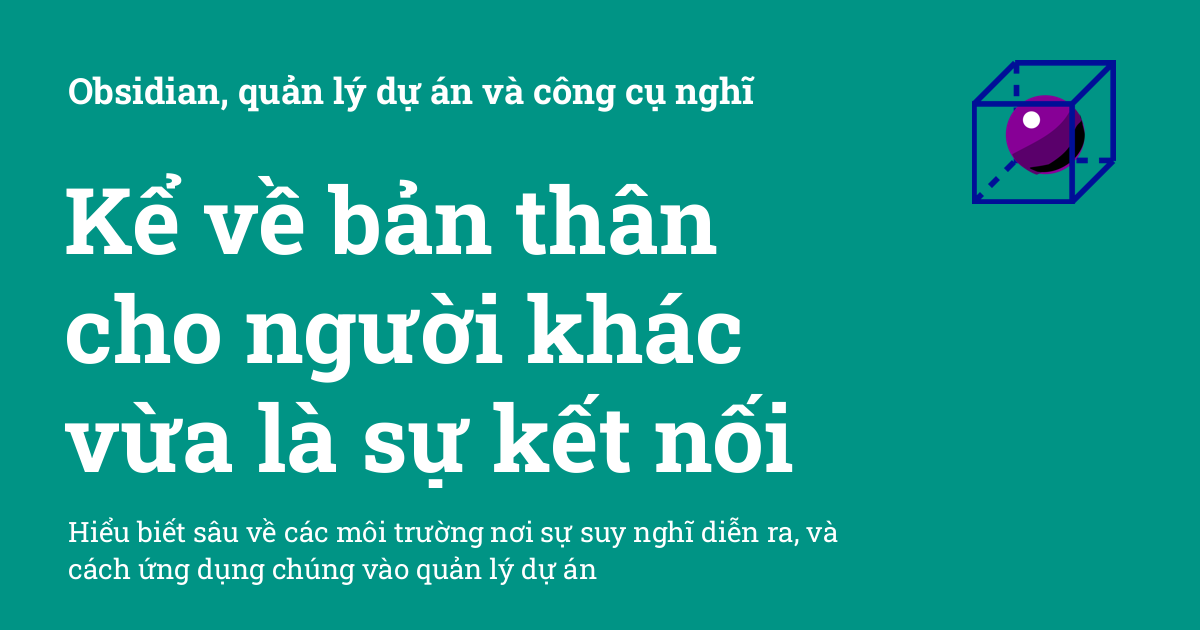 Obsidian, quản lý dự án và công cụ nghĩ
Kể về bản thân
cho người khác
vừa là sự kết nối
Hiểu biết sâu về các môi trường nơi sự suy nghĩ diễn ra, và
cách ứng dụng chúng vào quản lý dự án